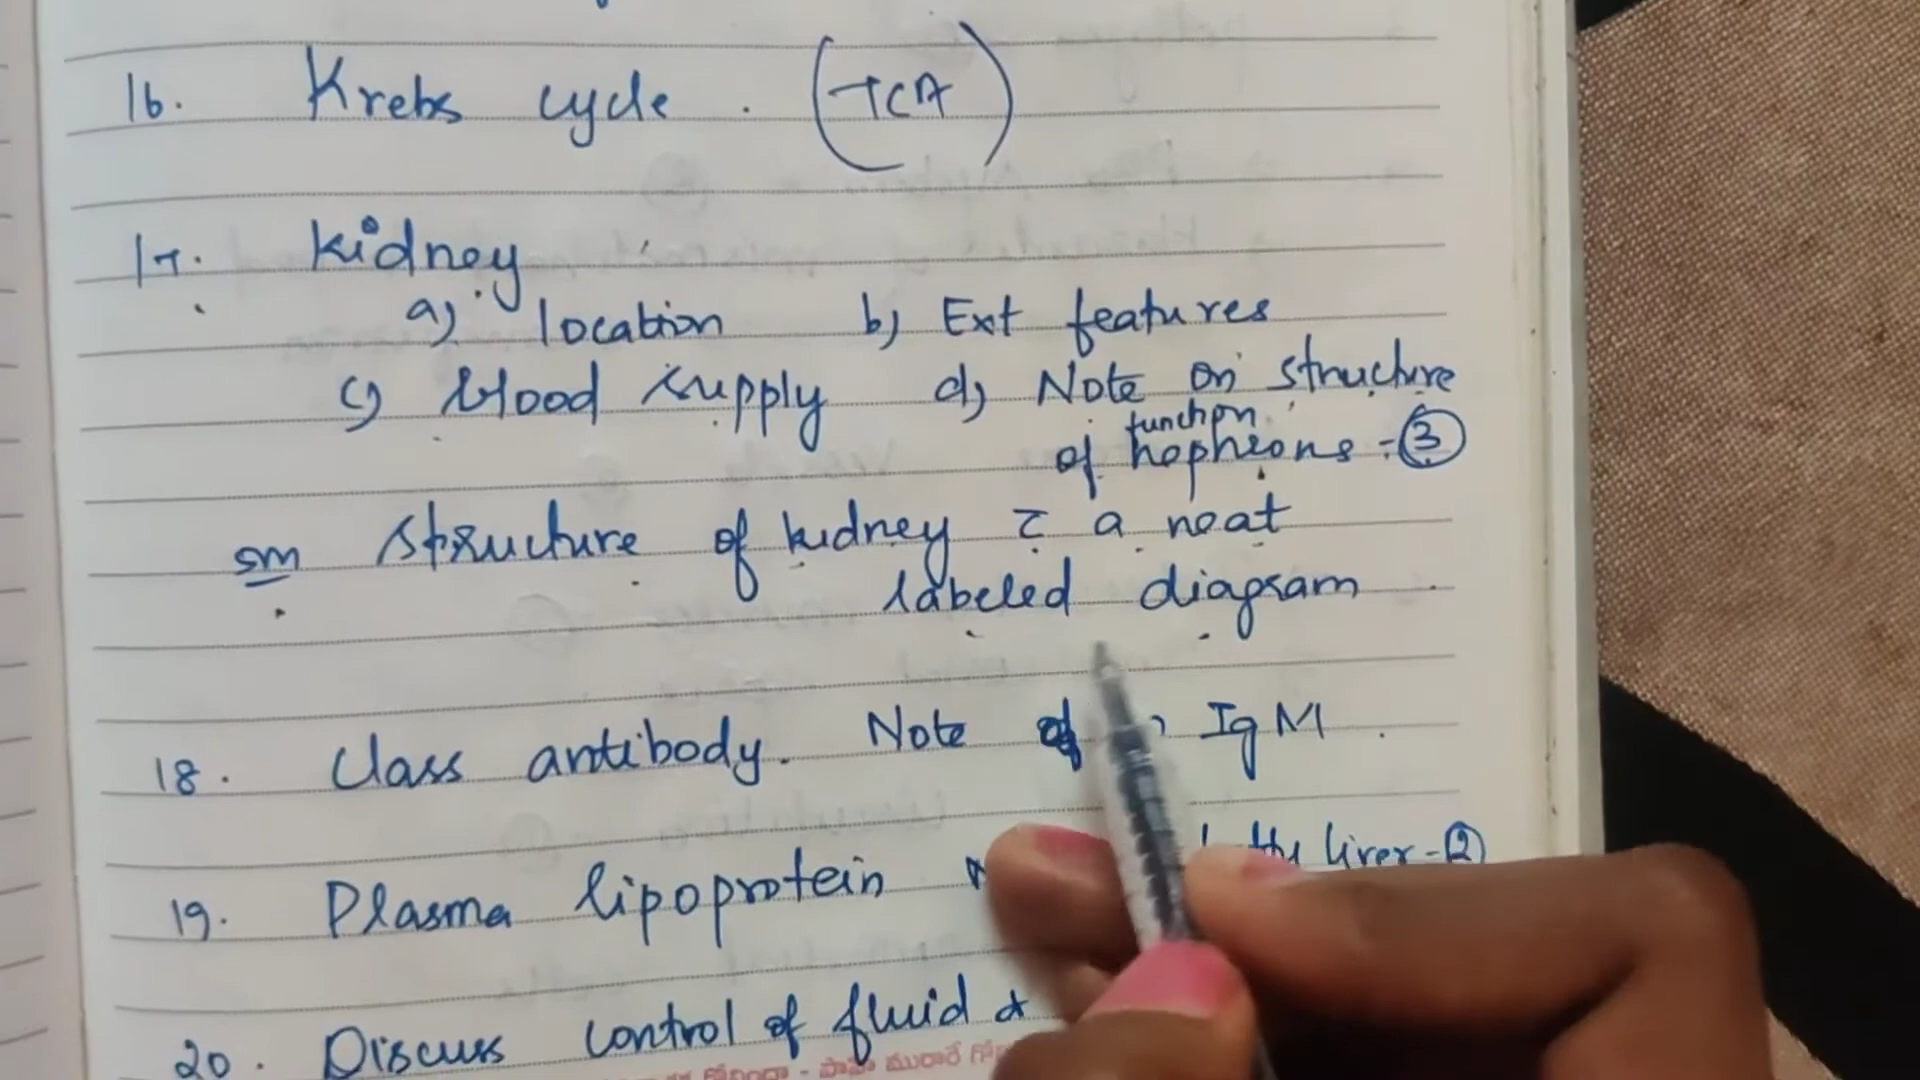 16. Krebs cycle. (TCA)
17. Kidney
a) location b) Ext features
c) blood supply d) Note on structure
function
of nephrons - 3
5m structure of kidney c̄ a neat
labeled diagram
18. Class antibody. Note IgM.
19. Plasma lipoprotein liver - 2
20. Discuss control of fluid &